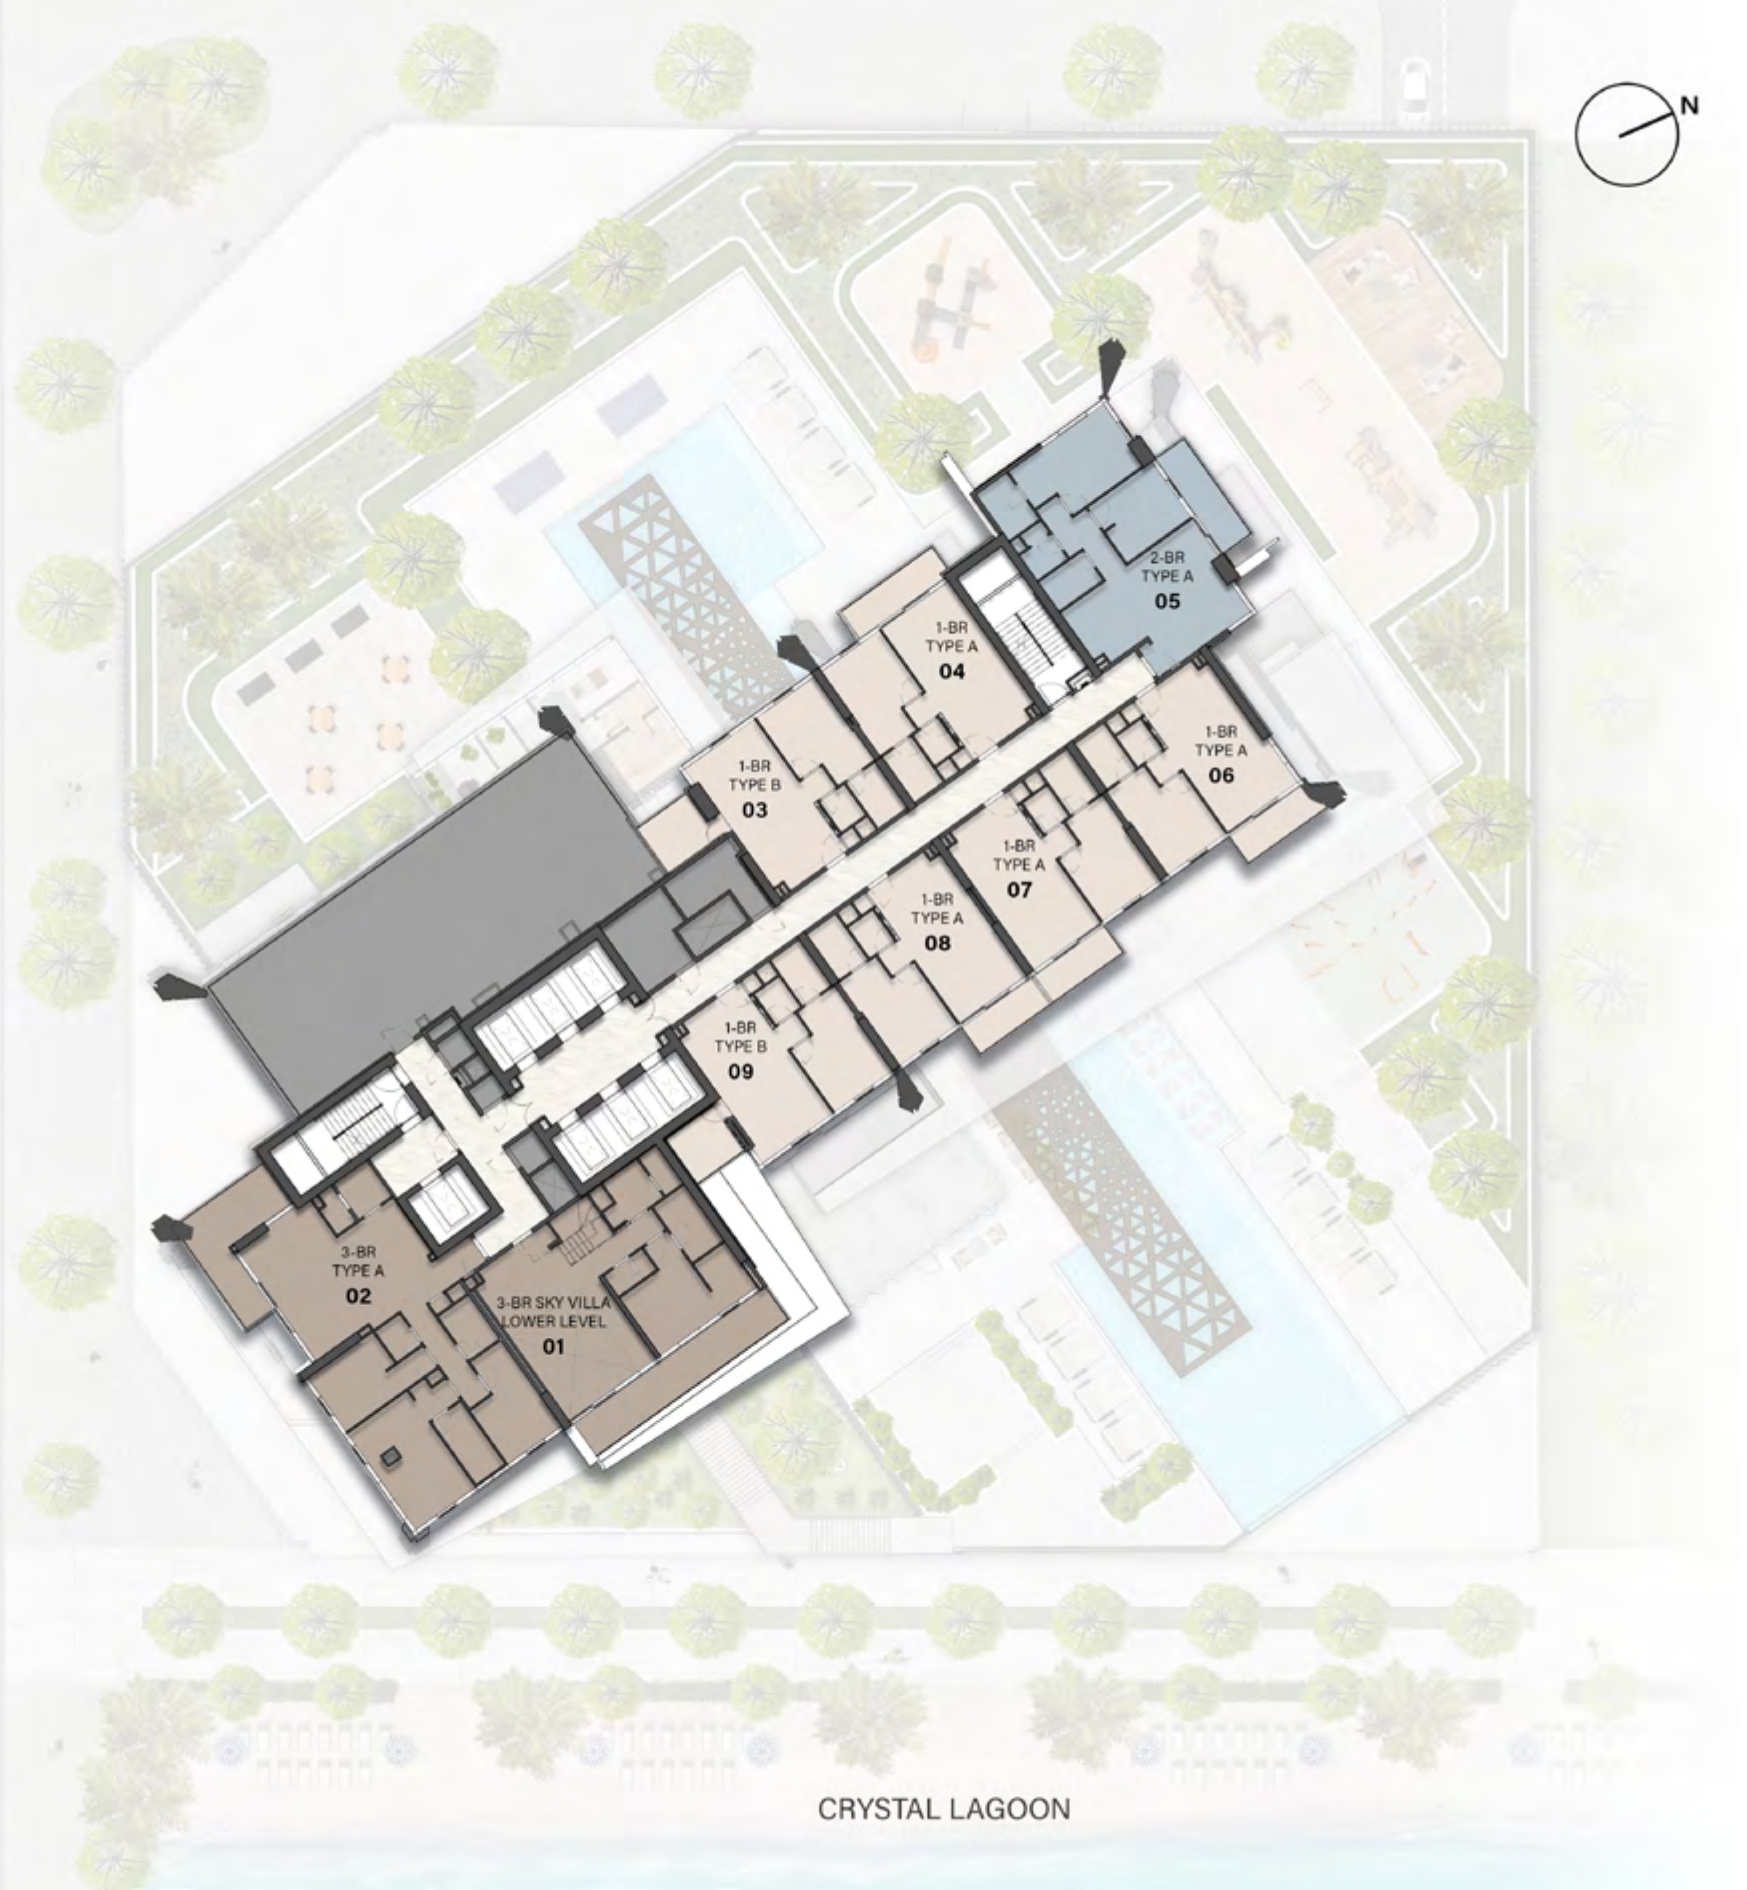 N
2-BR
TYPE A
05
1-BR
TYPE A
04
1-BR
TYPE A
06
1-BR
TYPE B
03
1-BR
TYPE A
07
1-BR
TYPE A
08
1-BR
TYPE B
09
3-BR
TYPE A
02
3-BR SKY VILLA
LOWER LEVEL
01
CRYSTAL LAGOON